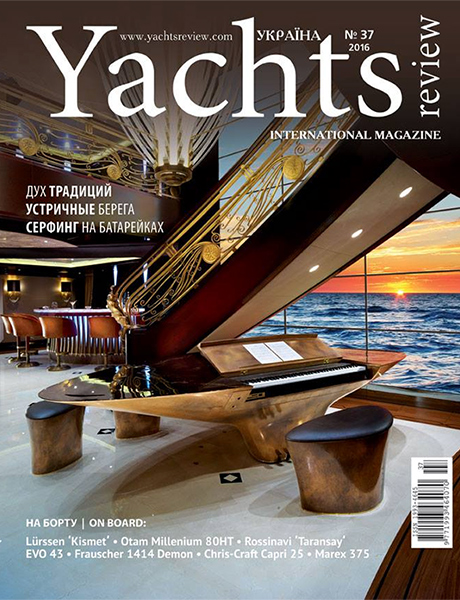 www.yachtsreview.com
УКРАЇНА
№ 37
2016
Yachts
review
INTERNATIONAL MAGAZINE
ДУХ ТРАДИЦИЙ
УСТРИЧНЫЕ БЕРЕГА
СЕРФИНГ НА БАТАРЕЙКАХ
НА БОРТУ | ON BOARD:
Lürssen ‘Kismet’ • Otam Millenium 80HT • Rossinavi ‘Taransay’
EVO 43 • Frauscher 1414 Demon • Chris-Craft Capri 25 • Marex 375
37